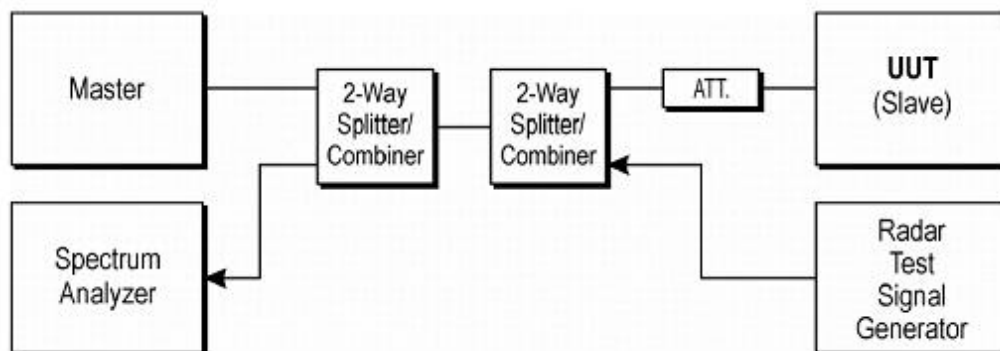 Master
2-Way
Splitter/
Combiner
2-Way
Splitter/
Combiner
ATT.
UUT
(Slave)
Spectrum
Analyzer
Radar
Test
Signal
Generator